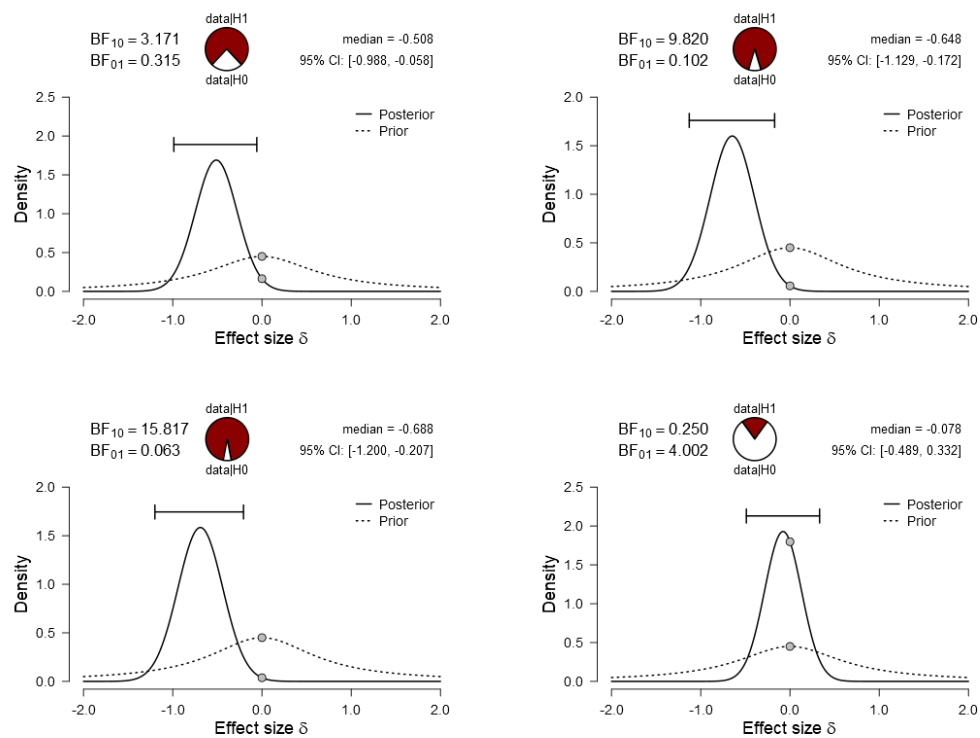 data|H1
BF10 = 3.171
BF01 = 0.315
median = -0.508
95% CI: [-0.988, -0.058]
data|H0
2.5
2.0
1.5
1.0
0.5
0.0
Density
Posterior
Prior
-2.0 -1.0 0.0 1.0 2.0
Effect size δ
data|H1
BF10 = 9.820
BF01 = 0.102
median = -0.648
95% CI: [-1.129, -0.172]
data|H0
2.0
1.5
1.0
0.5
0.0
Density
Posterior
Prior
-2.0 -1.0 0.0 1.0 2.0
Effect size δ
data|H1
BF10 = 15.817
BF01 = 0.063
median = -0.688
95% CI: [-1.200, -0.207]
data|H0
2.0
1.5
1.0
0.5
0.0
Density
Posterior
Prior
-2.0 -1.0 0.0 1.0 2.0
Effect size δ
data|H1
BF10 = 0.250
BF01 = 4.002
median = -0.078
95% CI: [-0.489, 0.332]
data|H0
2.5
2.0
1.5
1.0
0.5
0.0
Density
Posterior
Prior
-2.0 -1.0 0.0 1.0 2.0
Effect size δ